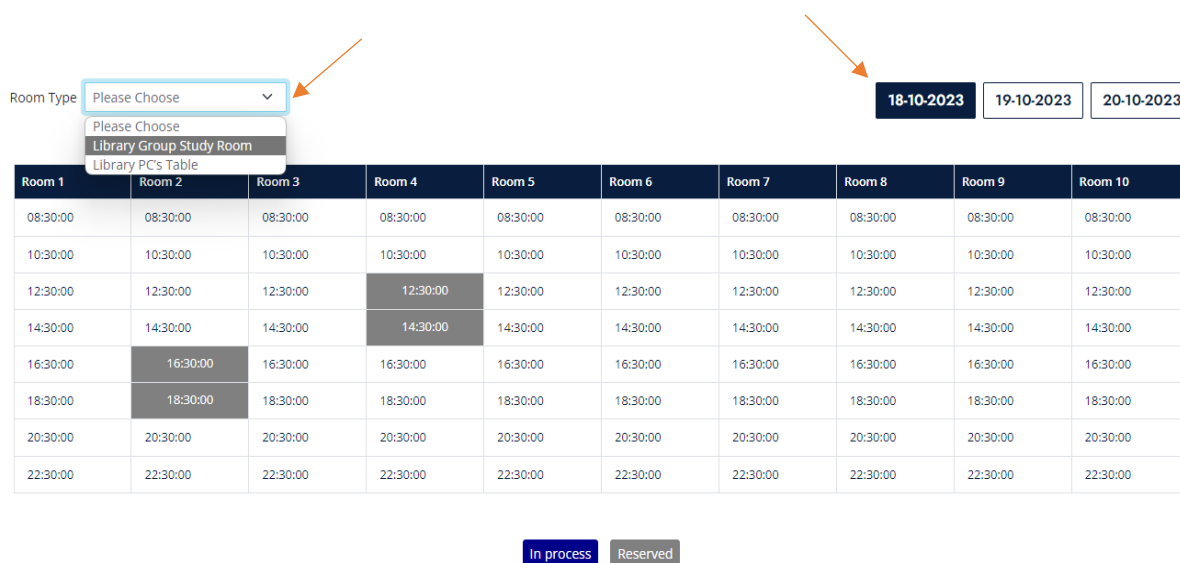 18-10-2023 19-10-2023 20-10-2023
Room Type Please Choose
Please Choose
Library Group Study Room
Library PC's Table
Room 1 Room 2 Room 3 Room 4 Room 5 Room 6 Room 7 Room 8 Room 9 Room 10
08:30:00 08:30:00 08:30:00 08:30:00 08:30:00 08:30:00 08:30:00 08:30:00 08:30:00 08:30:00
10:30:00 10:30:00 10:30:00 10:30:00 10:30:00 10:30:00 10:30:00 10:30:00 10:30:00 10:30:00
12:30:00 12:30:00 12:30:00 12:30:00 12:30:00 12:30:00 12:30:00 12:30:00 12:30:00 12:30:00
14:30:00 14:30:00 14:30:00 14:30:00 14:30:00 14:30:00 14:30:00 14:30:00 14:30:00 14:30:00
16:30:00 16:30:00 16:30:00 16:30:00 16:30:00 16:30:00 16:30:00 16:30:00 16:30:00 16:30:00
18:30:00 18:30:00 18:30:00 18:30:00 18:30:00 18:30:00 18:30:00 18:30:00 18:30:00 18:30:00
20:30:00 20:30:00 20:30:00 20:30:00 20:30:00 20:30:00 20:30:00 20:30:00 20:30:00 20:30:00
22:30:00 22:30:00 22:30:00 22:30:00 22:30:00 22:30:00 22:30:00 22:30:00 22:30:00 22:30:00
In process Reserved